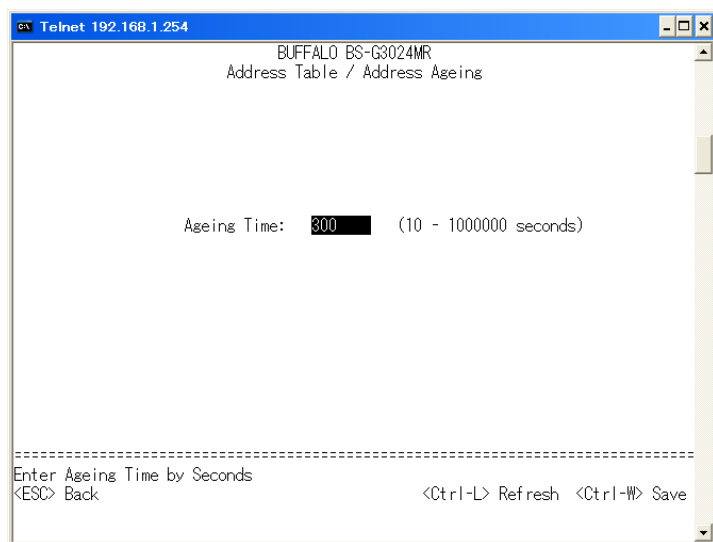 Telnet 192.168.1.254
BUFFALO BS-G3024MR
Address Table / Address Ageing
Ageing Time: 300 (10 - 1000000 seconds)
================================================================================
Enter Ageing Time by Seconds
<ESC> Back <Ctrl-L> Refresh <Ctrl-W> Save